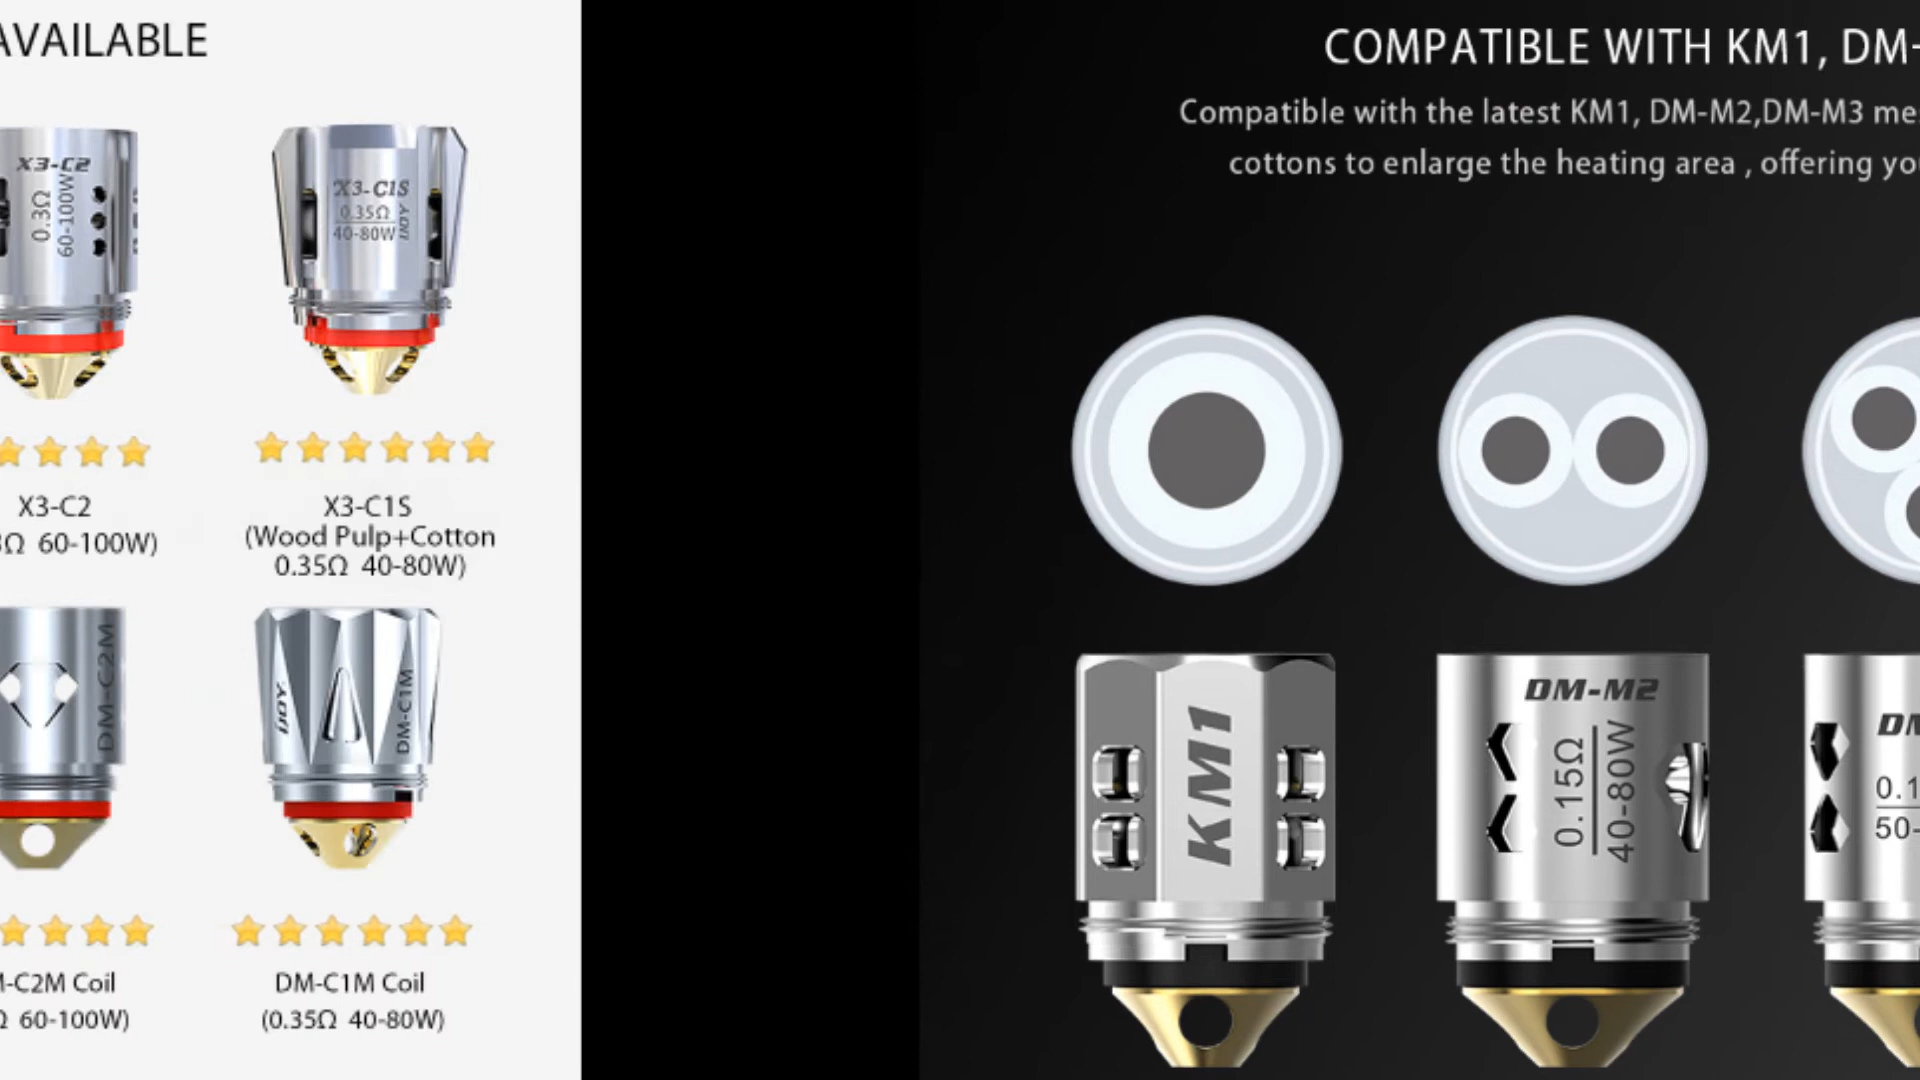 AVAILABLE
X3-C2
0.3Ω
60-100W
X3-C1S
0.35Ω
40-80W
IJOY
X3-C2
Ω 60-100W)
X3-C1S
(Wood Pulp+Cotton
0.35Ω 40-80W)
DM-C2M
IJOY
DM-C1M
-C2M Coil
Ω 60-100W)
DM-C1M Coil
(0.35Ω 40-80W)
COMPATIBLE WITH KM1, DM-
Compatible with the latest KM1, DM-M2,DM-M3 me
cottons to enlarge the heating area , offering yo
KM1
DM-M2
0.15Ω
40-80W
DM
0.1
50-